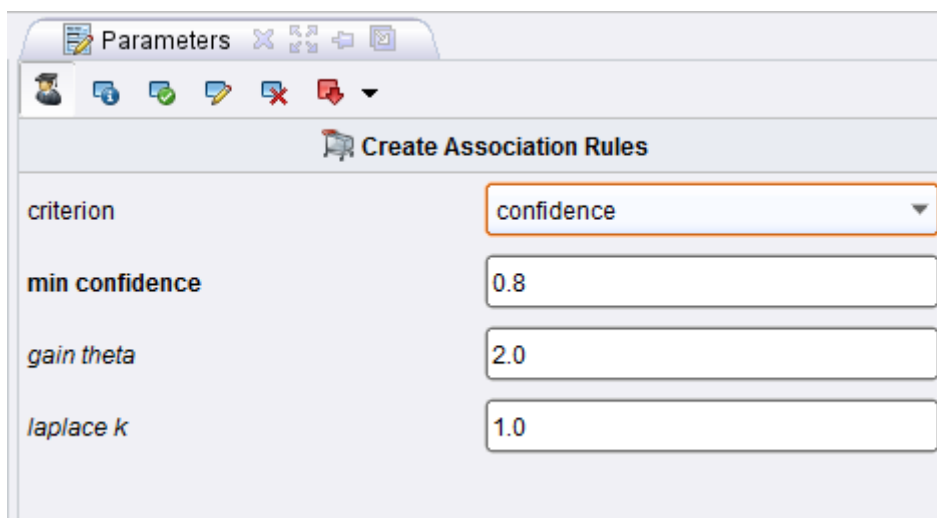 Parameters
Create Association Rules
criterion confidence
min confidence 0.8
gain theta 2.0
laplace k 1.0